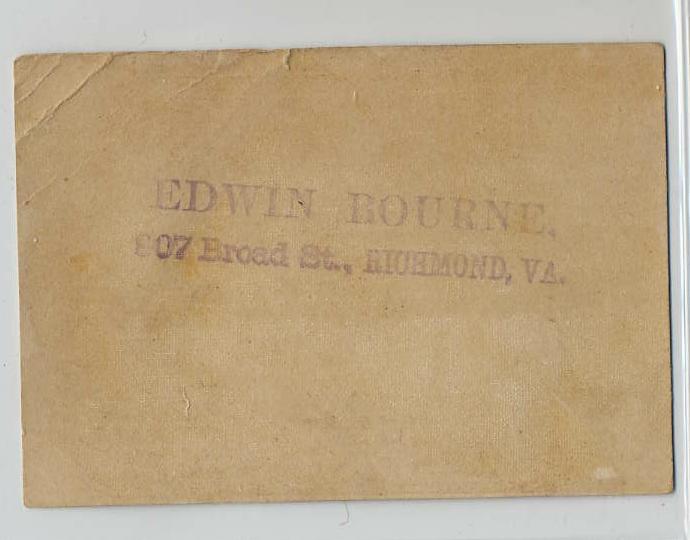 EDWIN BOURNE.
807 Broad St., RICHMOND, VA.